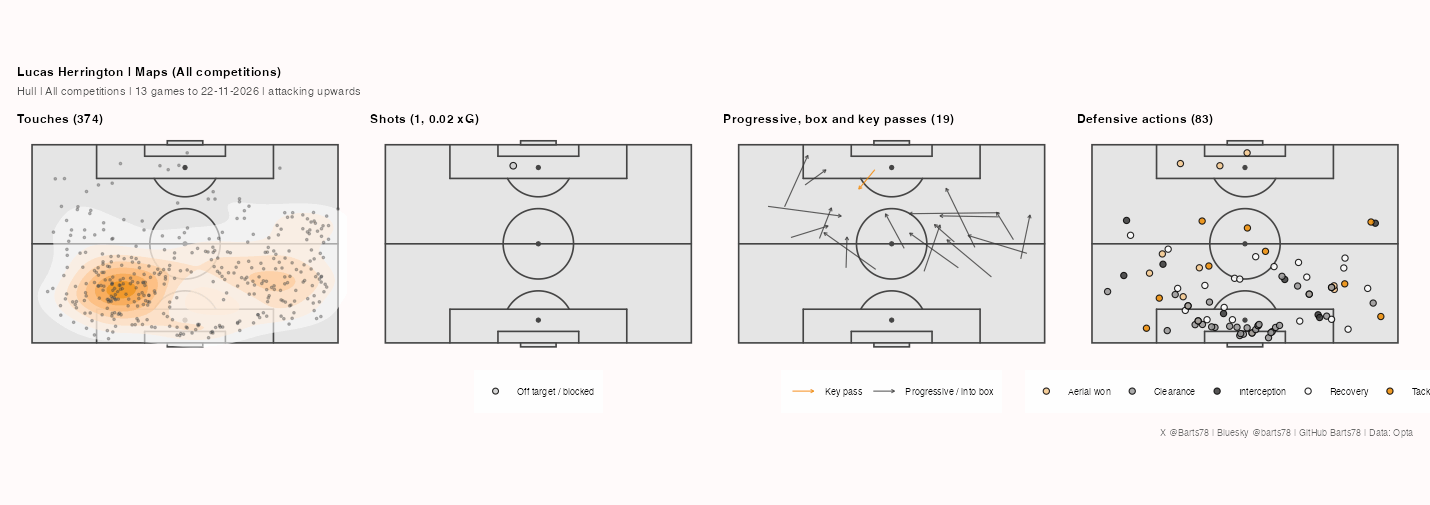 Lucas Herrington | Maps (All competitions)
Hull | All competitions | 13 games to 22-11-2026 | attacking upwards
Touches (374)
Shots (1, 0.02 xG)
Progressive, box and key passes (19)
Defensive actions (83)
Off target / blocked
Key pass
Progressive / into box
Aerial won
Clearance
Interception
Recovery
Tack
X @Barts78 | Bluesky @barts78 | GitHub Barts78 | Data: Opta